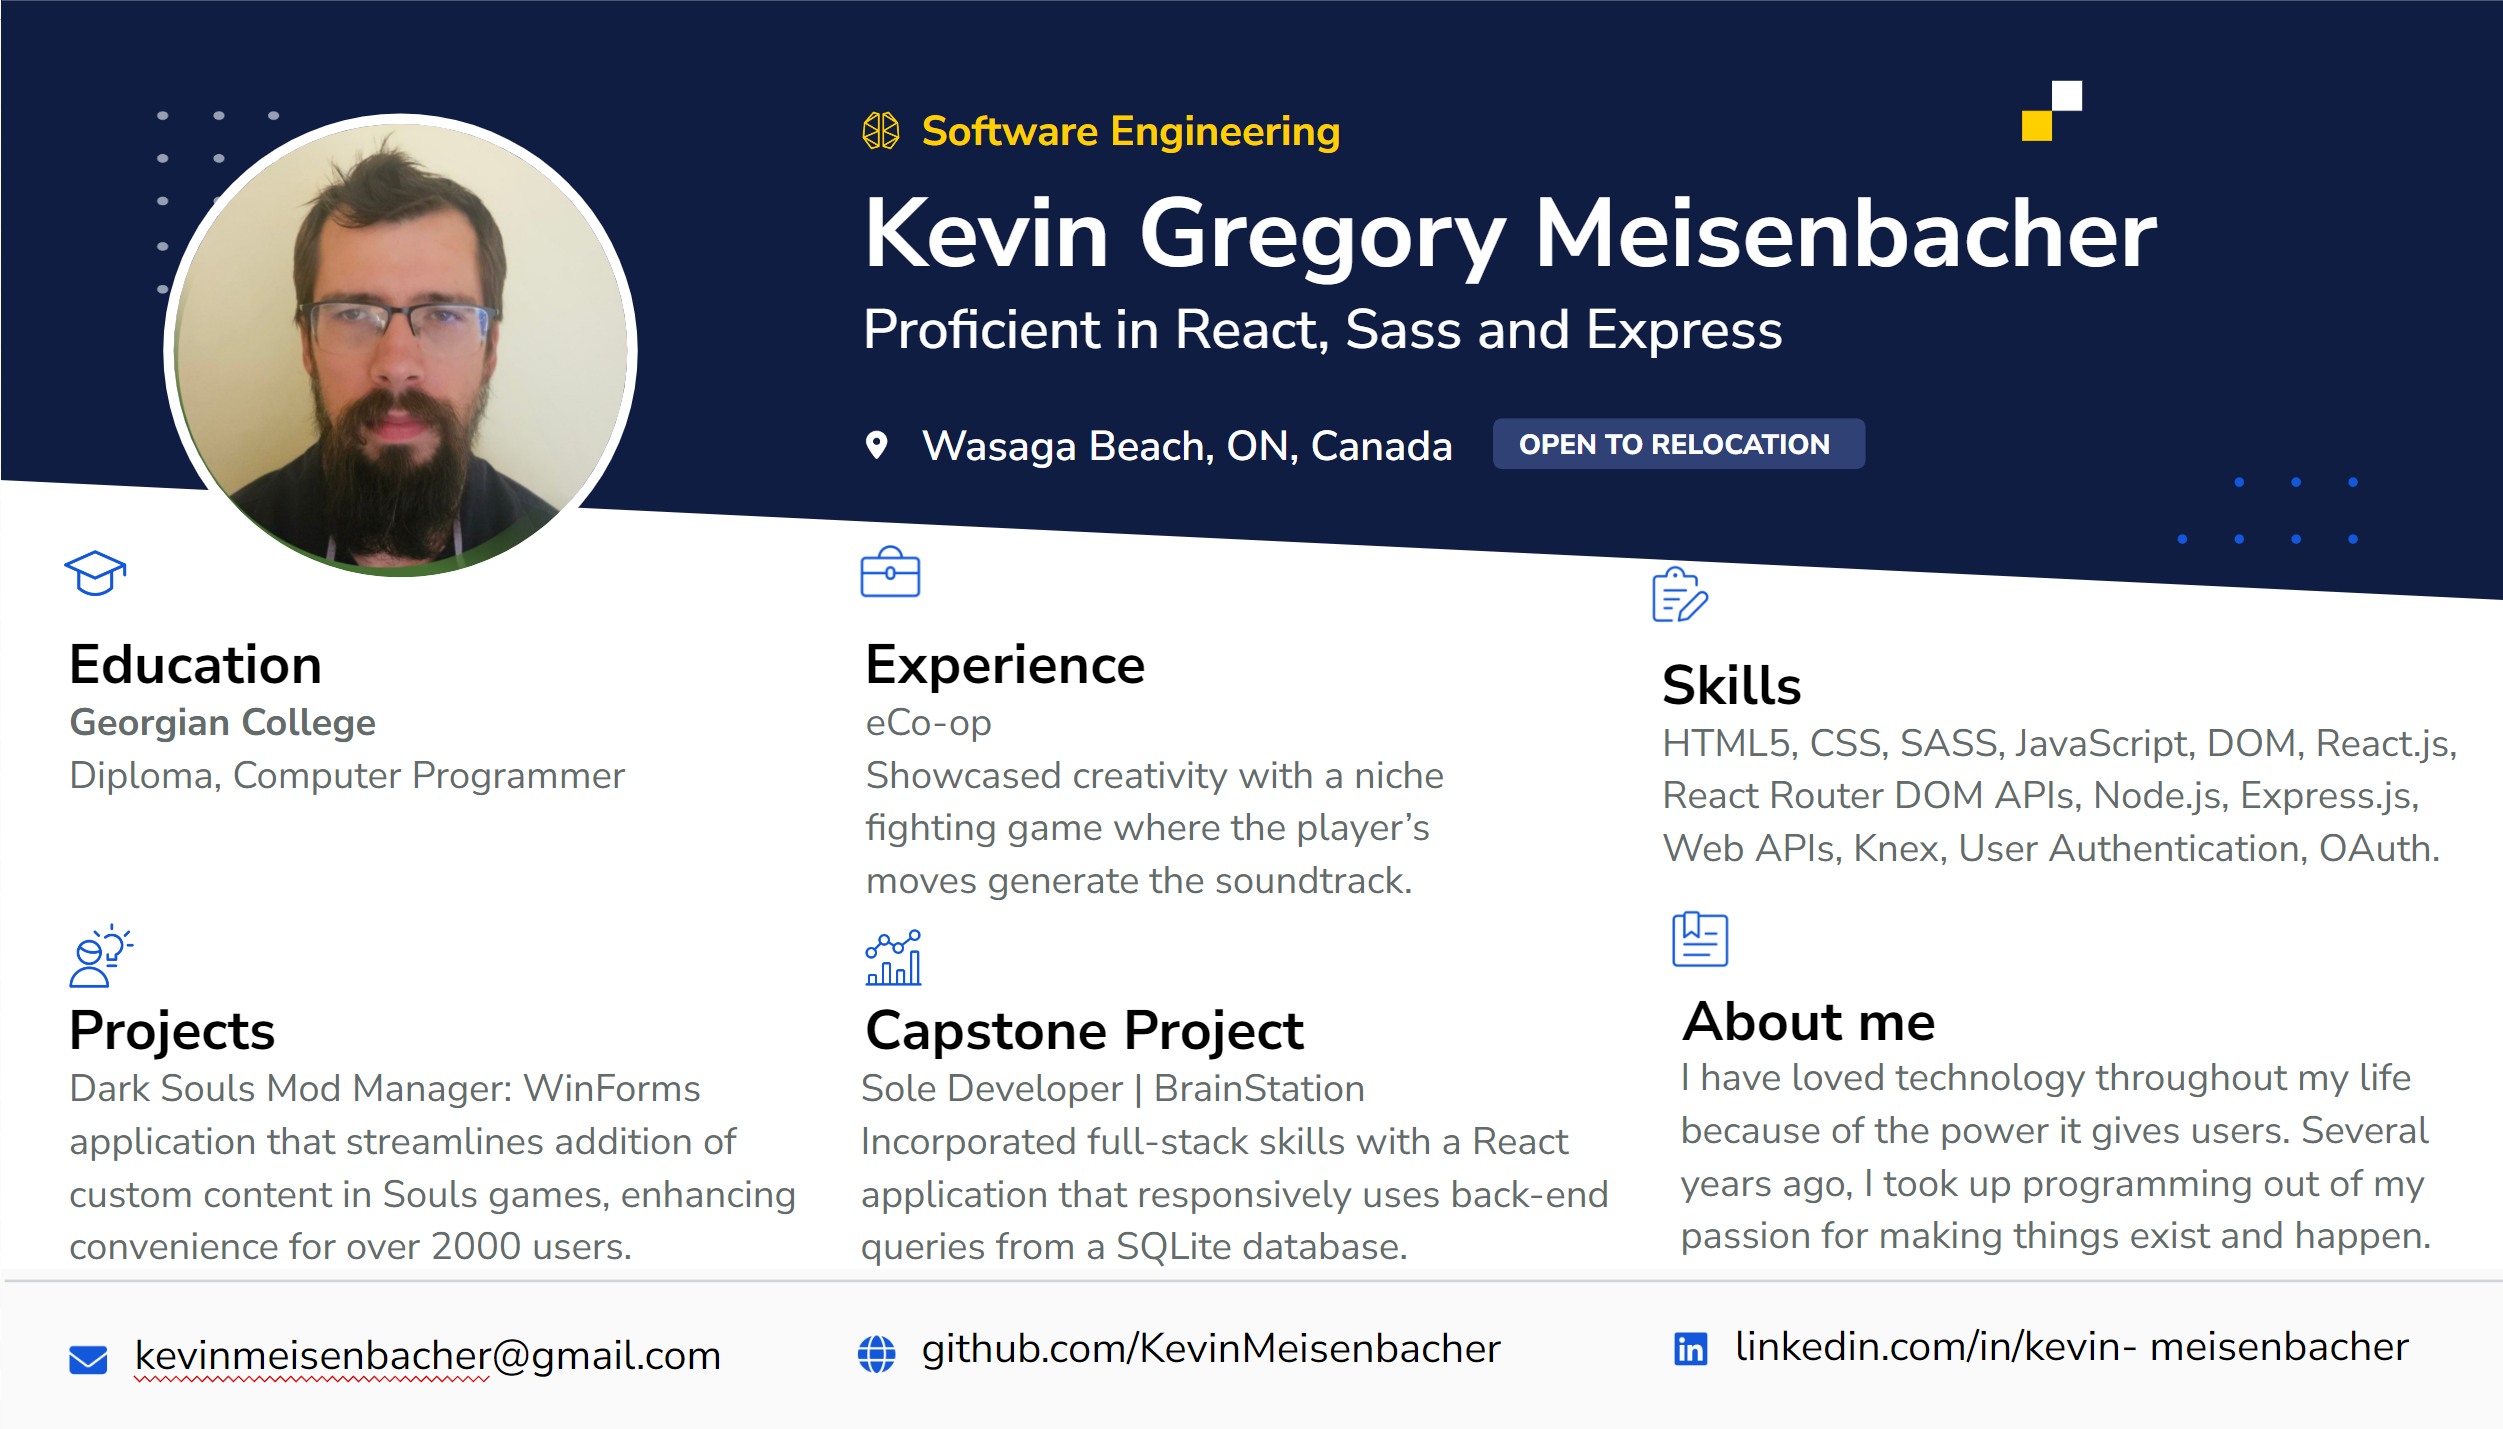 Software Engineering
Kevin Gregory Meisenbacher
Proficient in React, Sass and Express
Wasaga Beach, ON, Canada
OPEN TO RELOCATION
Education
Georgian College
Diploma, Computer Programmer
Experience
eCo-op
Showcased creativity with a niche
fighting game where the player’s
moves generate the soundtrack.
Skills
HTML5, CSS, SASS, JavaScript, DOM, React.js,
React Router DOM APIs, Node.js, Express.js,
Web APIs, Knex, User Authentication, OAuth.
Projects
Dark Souls Mod Manager: WinForms
application that streamlines addition of
custom content in Souls games, enhancing
convenience for over 2000 users.
Capstone Project
Sole Developer | BrainStation
Incorporated full-stack skills with a React
application that responsively uses back-end
queries from a SQLite database.
About me
I have loved technology throughout my life
because of the power it gives users. Several
years ago, I took up programming out of my
passion for making things exist and happen.
kevinmeisenbacher@gmail.com
github.com/KevinMeisenbacher
linkedin.com/in/kevin- meisenbacher